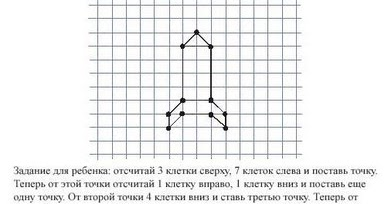 Задание для ребенка: отсчитай 3 клетки сверху, 7 клеток слева и поставь точку.
Теперь от этой точки отсчитай 1 клетку вправо, 1 клетку вниз и поставь еще
одну точку. От второй точки 4 клетки вниз и ставь третью точку. Теперь от